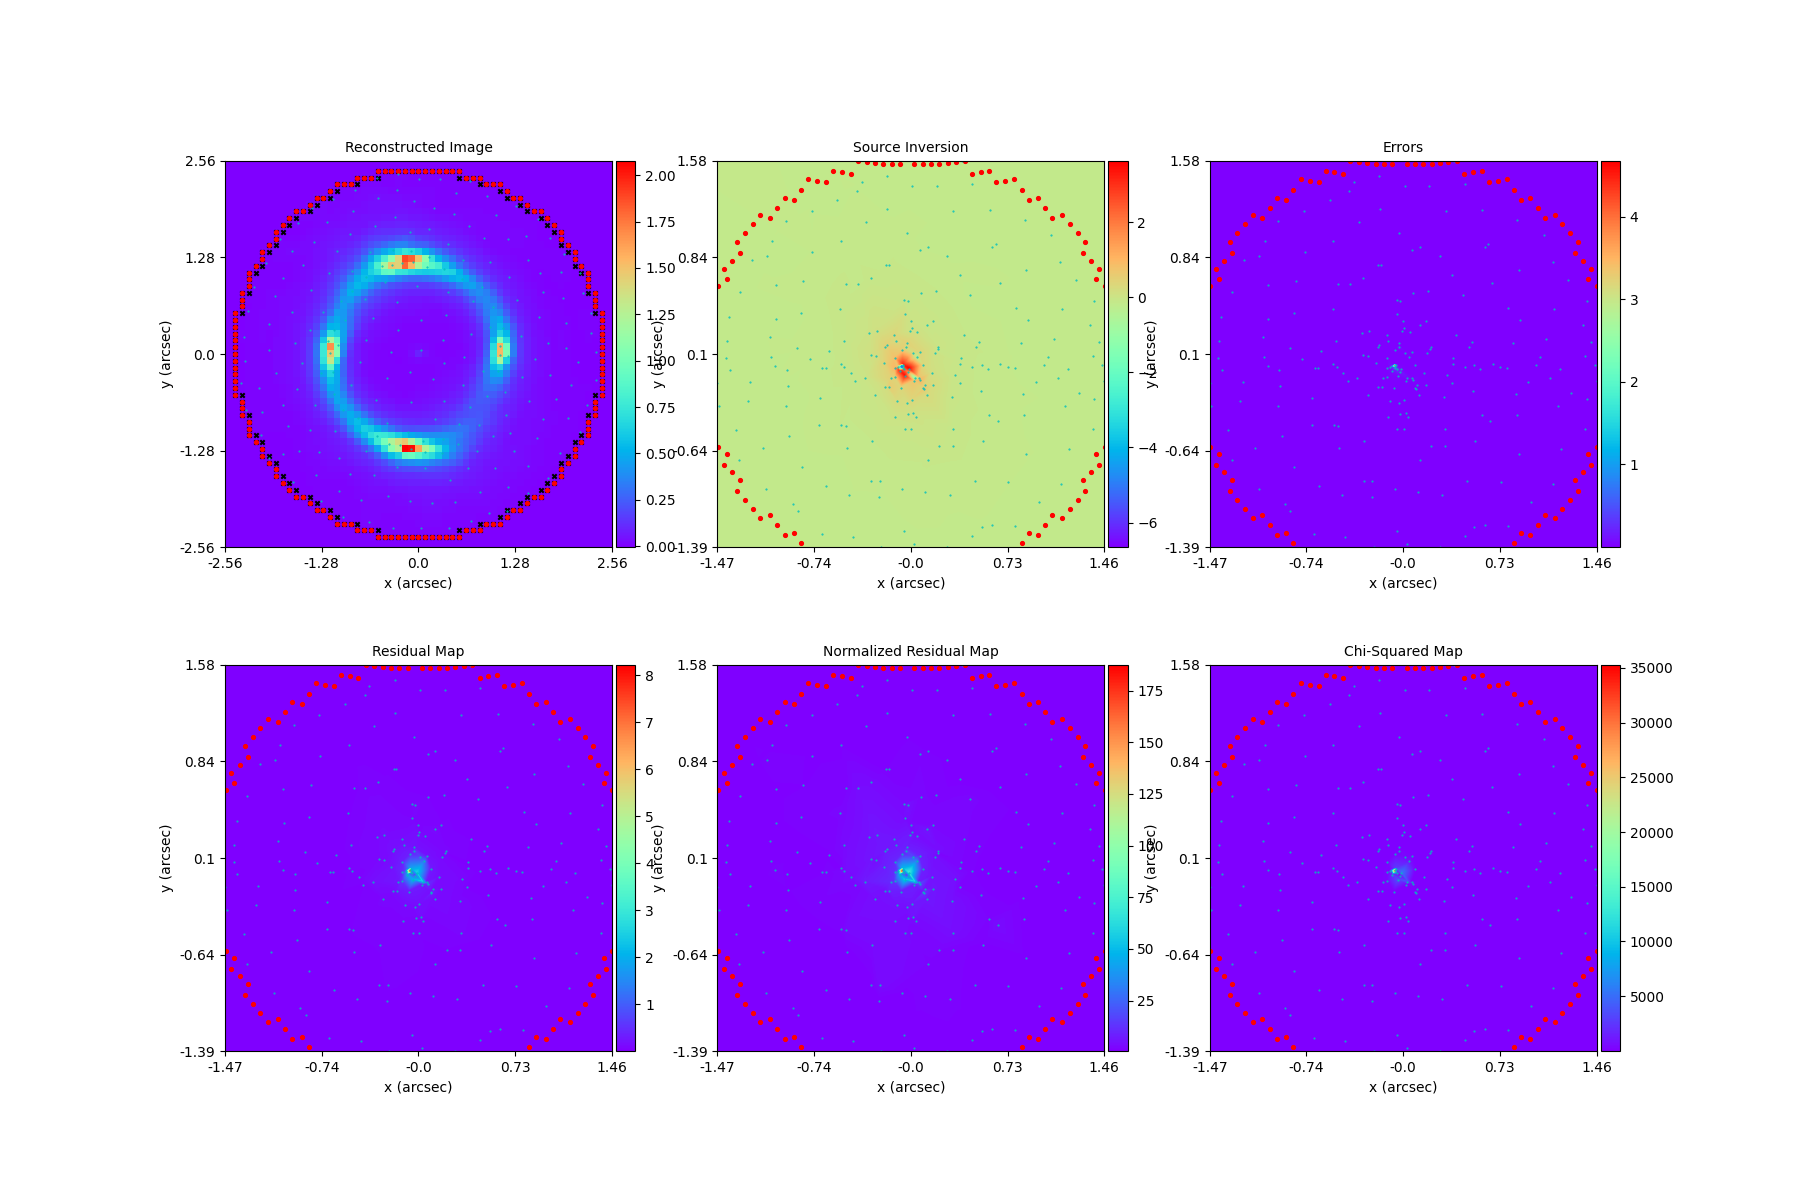 Reconstructed Image
2.56
1.28
0.0
-1.28
-2.56
y (arcsec)
-2.56 -1.28 0.0 1.28 2.56
x (arcsec)
2.00
1.75
1.50
1.25
1.00
0.75
0.50
0.25
0.00
Source Inversion
1.58
0.84
0.1
-0.64
-1.39
y (arcsec)
-1.47 -0.74 -0.0 0.73 1.46
x (arcsec)
2
0
−2
−4
−6
Errors
1.58
0.84
0.1
-0.64
-1.39
y (arcsec)
-1.47 -0.74 -0.0 0.73 1.46
x (arcsec)
4
3
2
1
Residual Map
1.58
0.84
0.1
-0.64
-1.39
y (arcsec)
-1.47 -0.74 -0.0 0.73 1.46
x (arcsec)
8
7
6
5
4
3
2
1
Normalized Residual Map
1.58
0.84
0.1
-0.64
-1.39
y (arcsec)
-1.47 -0.74 -0.0 0.73 1.46
x (arcsec)
175
150
125
100
75
50
25
Chi-Squared Map
1.58
0.84
0.1
-0.64
-1.39
y (arcsec)
-1.47 -0.74 -0.0 0.73 1.46
x (arcsec)
35000
30000
25000
20000
15000
10000
5000